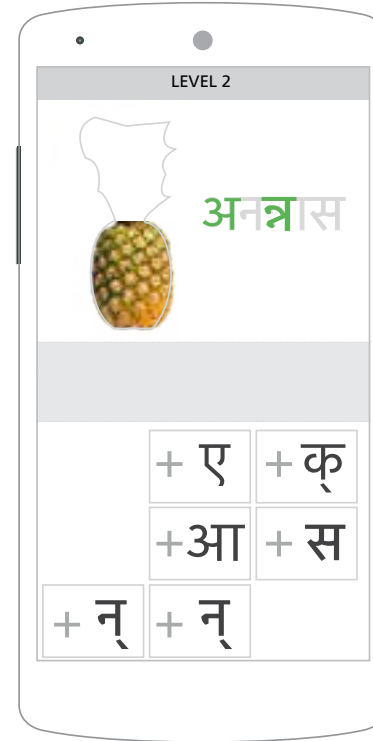 LEVEL 2
अनन्नास
+ ए + क्
+आ + स
+ न् + न्